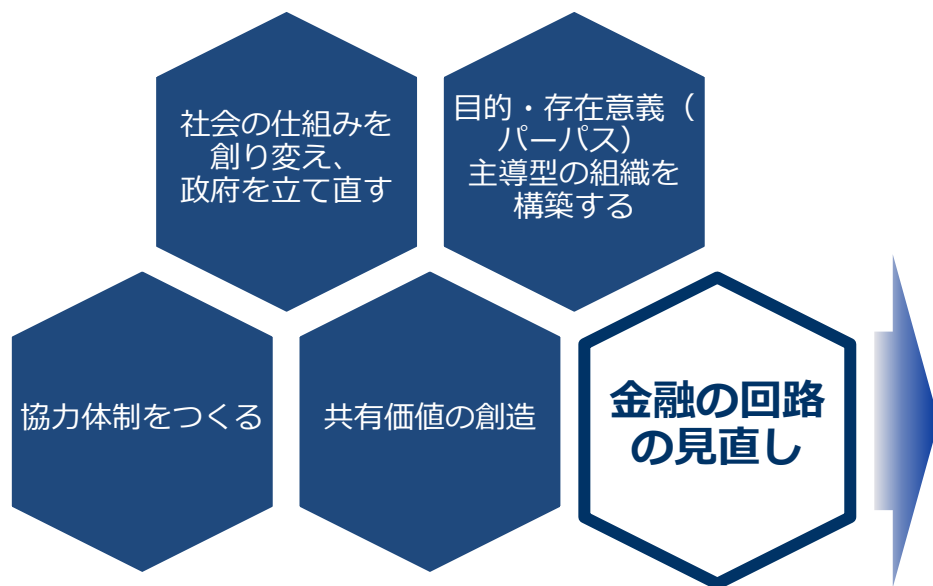 社会の仕組みを
創り変え、
政府を立て直す
目的・存在意義（
パーパス）
主導型の組織を
構築する
協力体制をつくる
共有価値の創造
金融の回路
の見直し